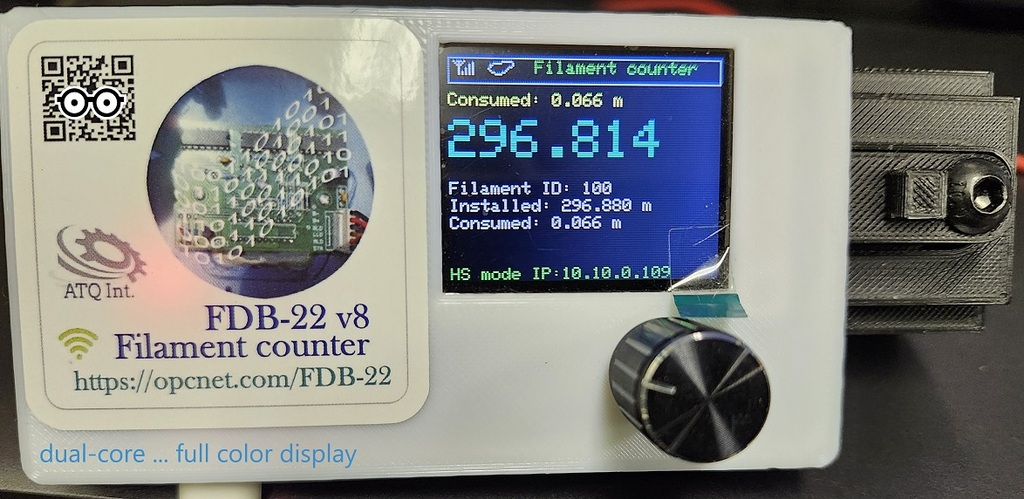 ATQ Int.
FDB-22 v8
Filament counter
https://opcnet.com/FDB-22
dual-core ... full color display
Filament counter
Consumed: 0.066 m
296.814
Filament ID: 100
Installed: 296.880 m
Consumed: 0.066 m
HS mode IP:10.10.0.109